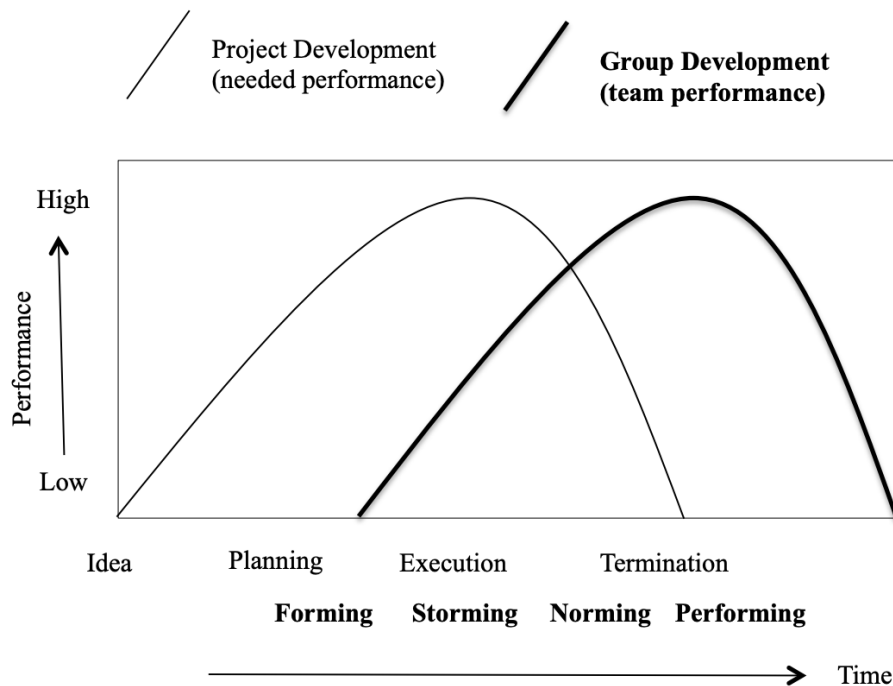 Project Development
(needed performance)
Group Development
(team performance)
High
Performance
Low
Idea Planning Execution Termination
Forming Storming Norming Performing
Time